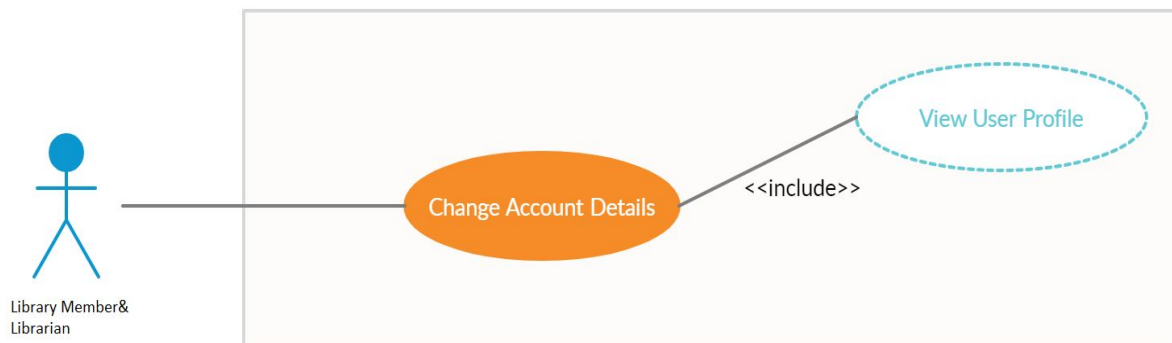 View User Profile
<<include>>
Change Account Details
Library Member&
Librarian